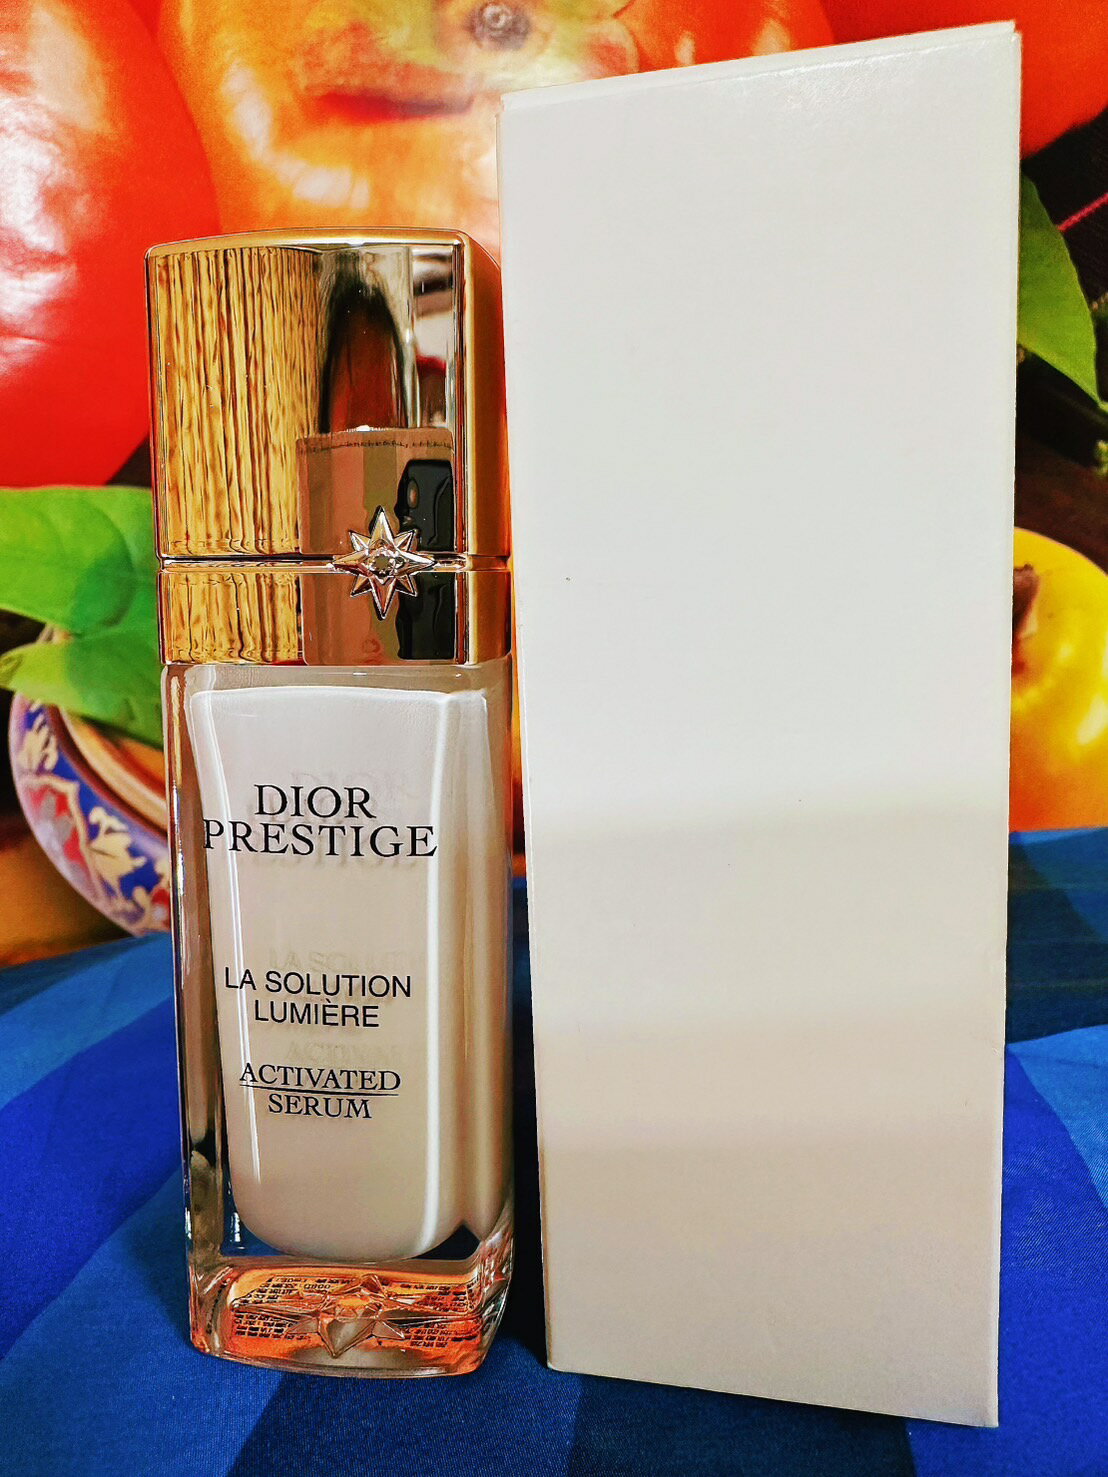 DIOR
PRESTIGE
LA SOLUTION
LUMIÈRE
ACTIVATED
SERUM